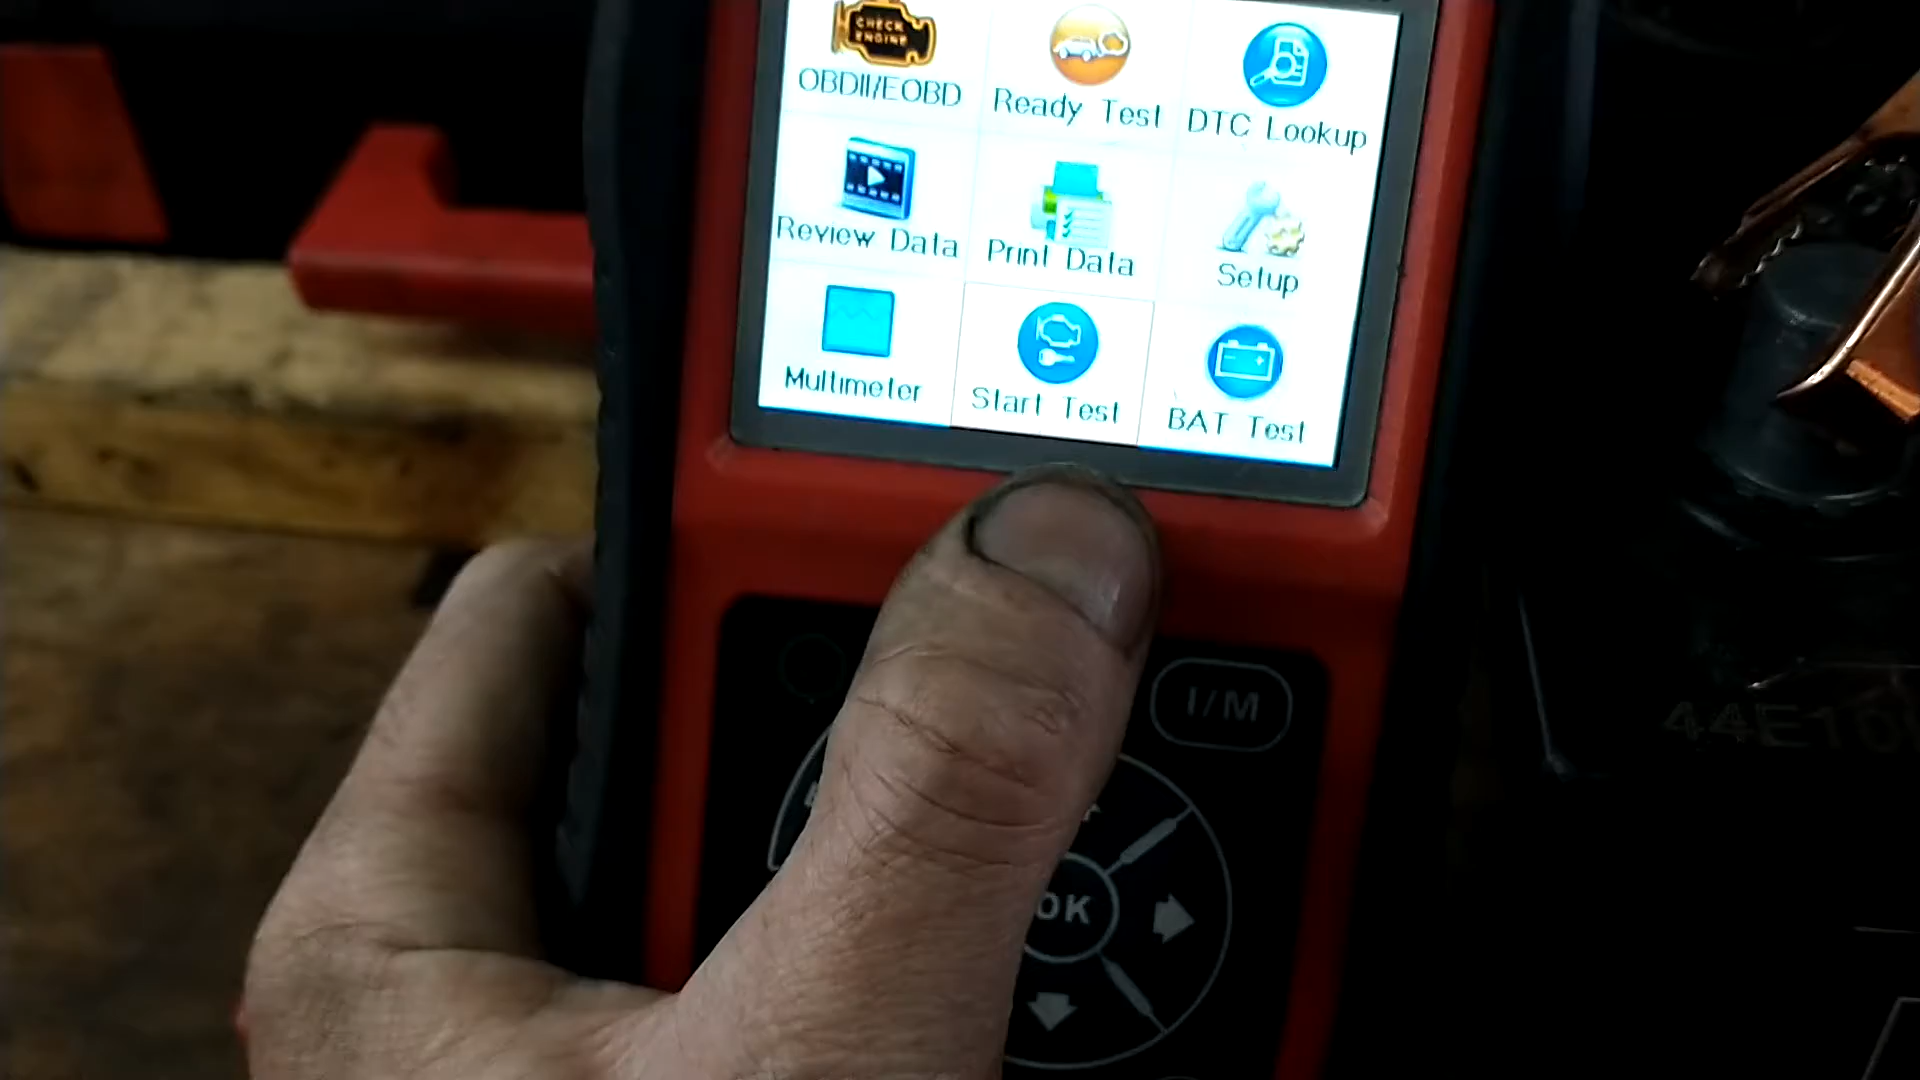 CHECK
ENGINE
OBDII/EOBD
Ready Test
DTC Lookup
Review Data
Print Data
Setup
Multimeter
Start Test
BAT Test
I/M
OK